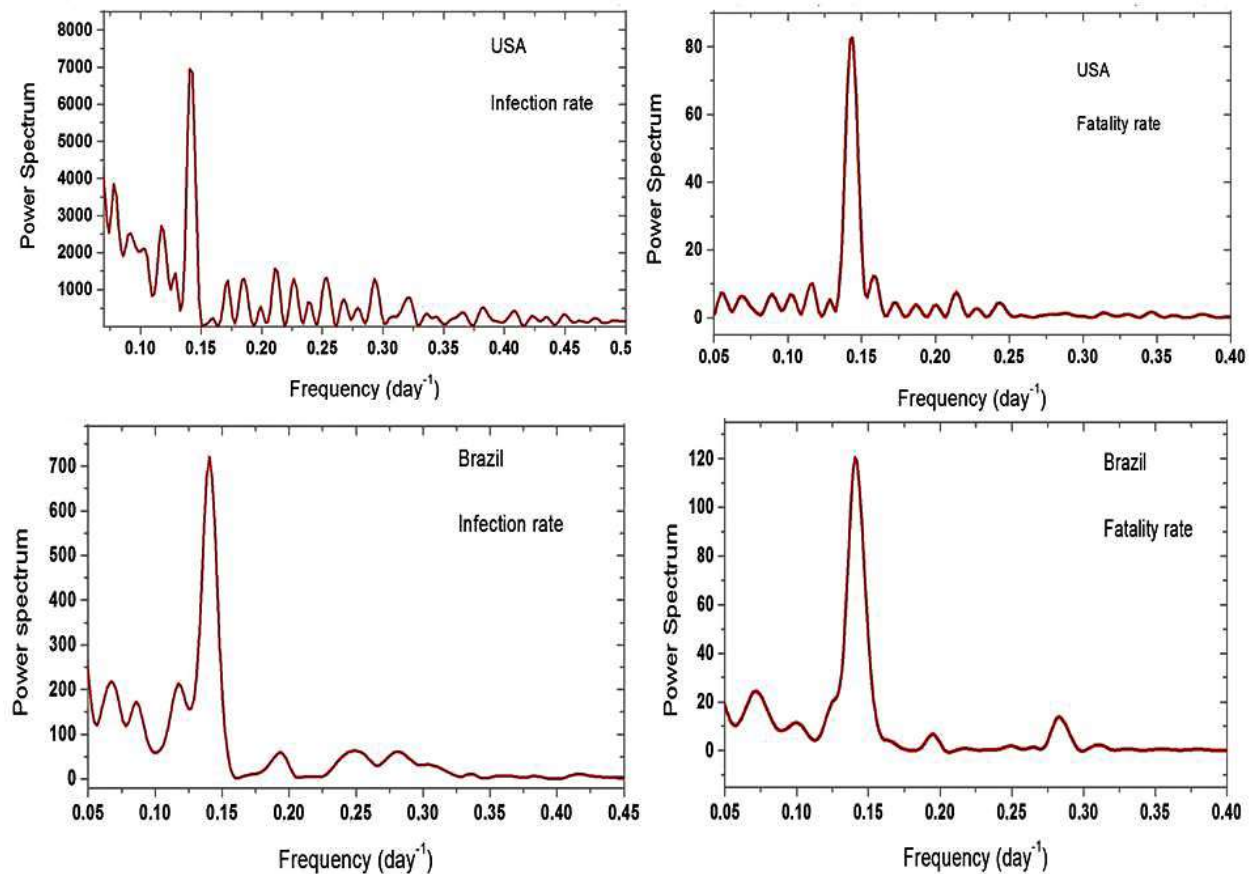 USA
Infection rate
Power Spectrum
8000
7000
6000
5000
4000
3000
2000
1000
0.10 0.15 0.20 0.25 0.30 0.35 0.40 0.45 0.5
Frequency (day-1)
USA
Fatality rate
Power Spectrum
80
60
40
20
0
0.05 0.10 0.15 0.20 0.25 0.30 0.35 0.40
Frequency (day-1)
Brazil
Infection rate
Power spectrum
700
600
500
400
300
200
100
0
0.05 0.10 0.15 0.20 0.25 0.30 0.35 0.40 0.45
Frequency (day-1)
Brazil
Fatality rate
Power Spectrum
120
100
80
60
40
20
0
0.05 0.10 0.15 0.20 0.25 0.30 0.35 0.40
Frequency (day-1)